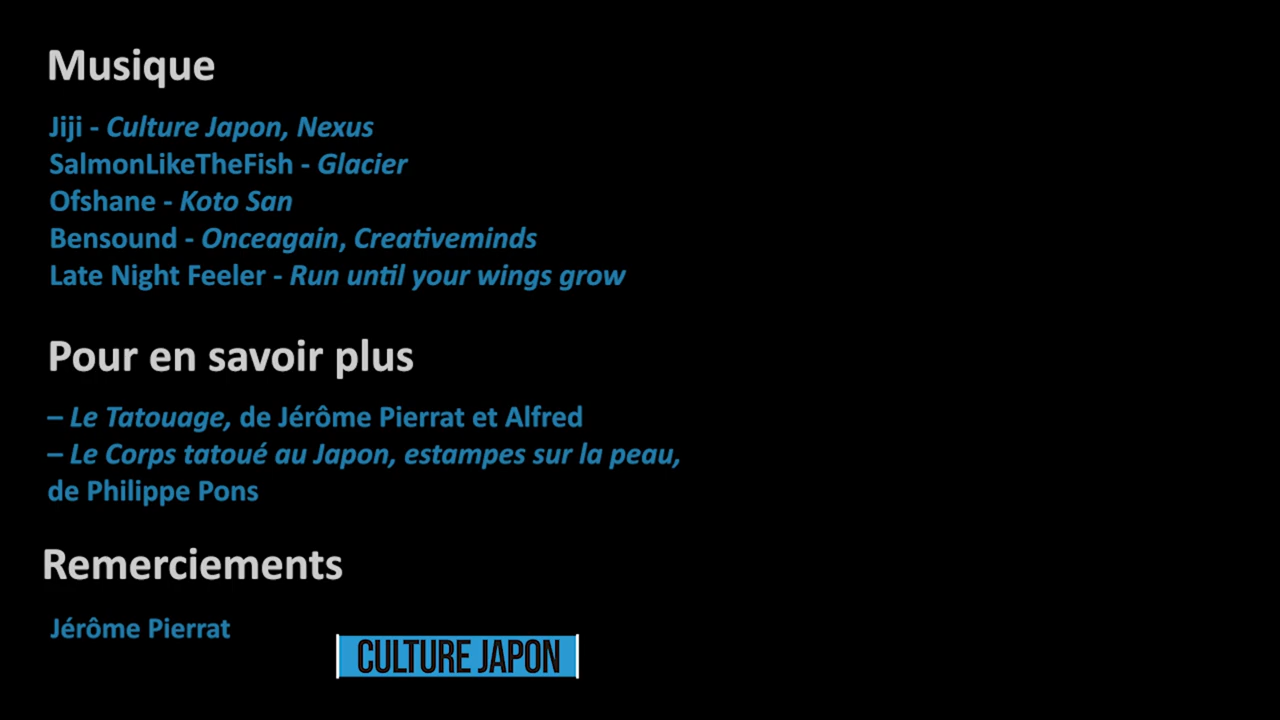 Musique
Jiji - Culture Japon, Nexus
SalmonLikeTheFish - Glacier
Ofshane - Koto San
Bensound - Onceagain, Creativeminds
Late Night Feeler - Run until your wings grow
Pour en savoir plus
– Le Tatouage, de Jérôme Pierrat et Alfred
– Le Corps tatoué au Japon, estampes sur la peau,
de Philippe Pons
Remerciements
Jérôme Pierrat
CULTURE JAPON